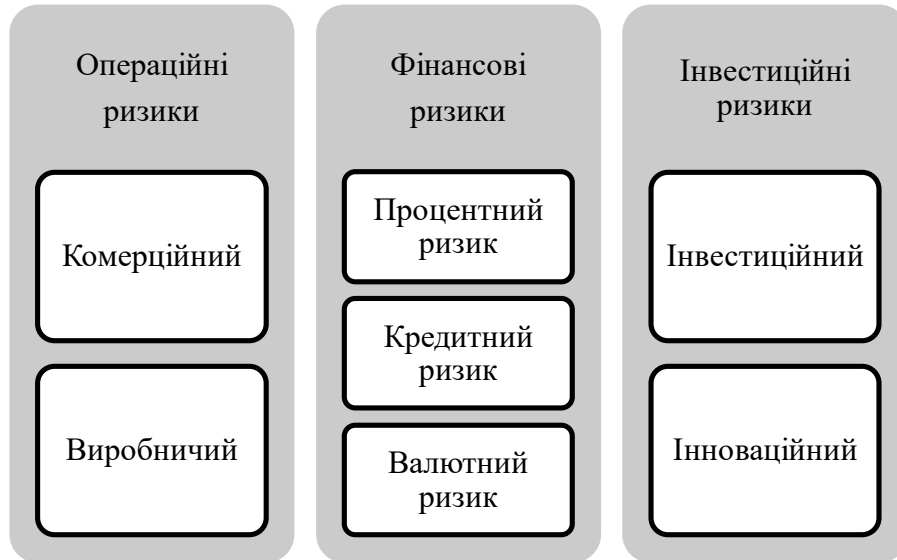 Операційні
ризики
Комерційний
Виробничий
Фінансові
ризики
Процентний
ризик
Кредитний
ризик
Валютний
ризик
Інвестиційні
ризики
Інвестиційний
Інноваційний